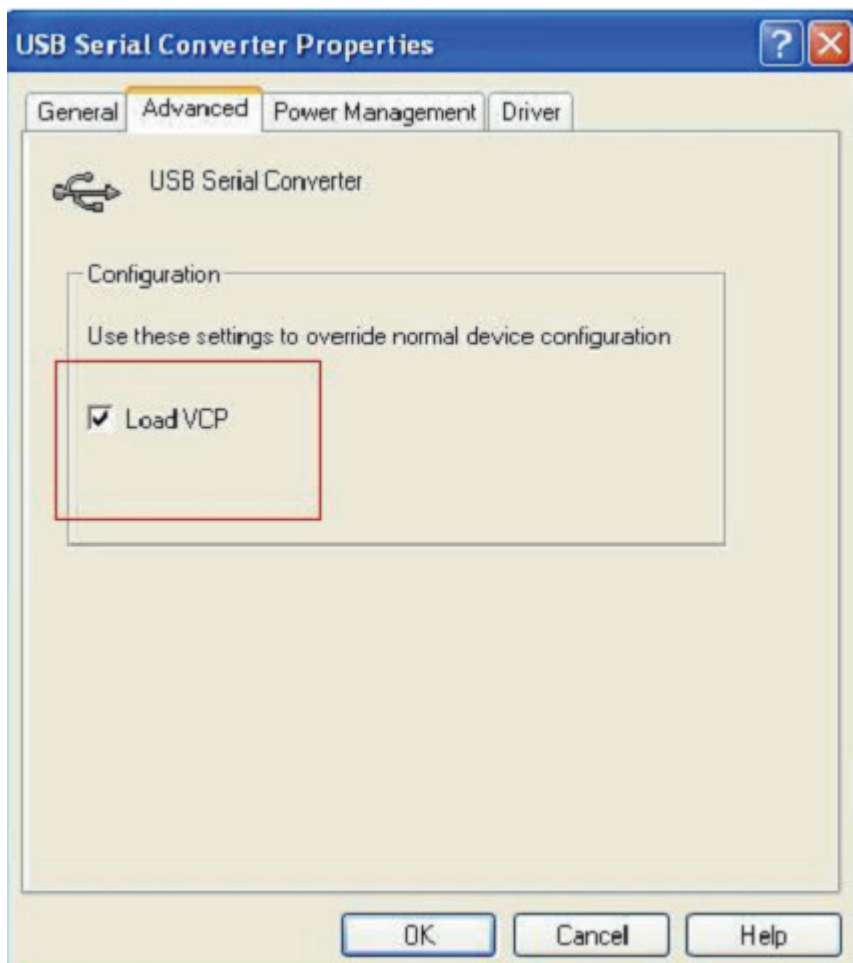 USB Serial Converter Properties
General Advanced Power Management Driver
USB Serial Converter
Configuration
Use these settings to override normal device configuration
Load VCP
OK Cancel Help